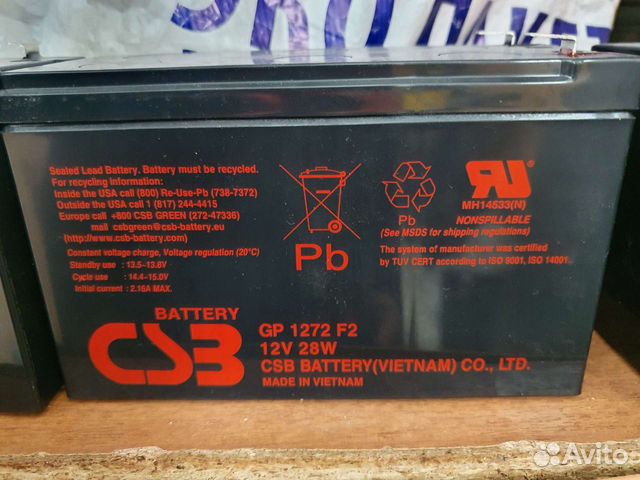 ЭКО ПАКЕТ
Sealed Lead Battery. Battery must be recycled.
For recycling information:
Inside the USA call (800) Re-Use-Pb (738-7372)
Outside the USA call 1 (817) 244-4415
Europe call +800 CSB GREEN (272-47336)
mail csbgreen@csb-battery.eu
(http://www.csb-battery.com)
Constant voltage charge, Voltage regulation (20°C)
Standby use : 13.5-13.8V
Cycle use : 14.4-15.0V
Initial current : 2.16A MAX.
Pb
Pb
RU
MH14533(N)
NONSPILLABLE
(See MSDS for shipping regulations)
The system of manufacturer was certified
by TUV CERT according to ISO 9001, ISO 14001..
BATTERY
CSB
GP 1272 F2
12V 28W
CSB BATTERY(VIETNAM) CO., LTD.
MADE IN VIETNAM
Avito